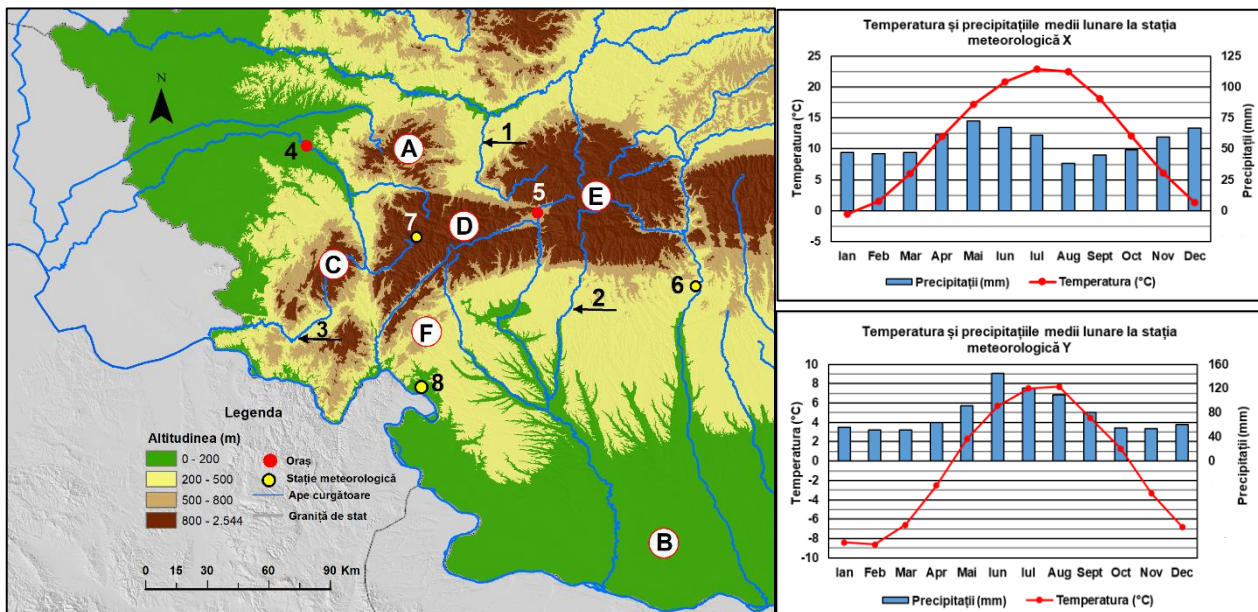 N
A
1
4
E
5
7
D
C
6
3
2
F
8
B
Legenda
Altitudinea (m)
0 - 200
200 - 500
500 - 800
800 - 2.544
Oraș
Stație meteorologică
Ape curgătoare
Graniță de stat
0 15 30 60 90 Km
Temperatura și precipitațiile medii lunare la stația
meteorologică X
Temperatura (°C)
25
20
15
10
5
0
-5
125
100
75
50
25
0
Precipitații (mm)
Ian Feb Mar Apr Mai Iun Iul Aug Sept Oct Nov Dec
Precipitații (mm) Temperatura (°C)
Temperatura și precipitațiile medii lunare la stația
meteorologică Y
Temperatura (°C)
10
8
6
4
2
0
-2
-4
-6
-8
-10
160
120
80
40
0
Precipitații (mm)
Ian Feb Mar Apr Mai Iun Iul Aug Sept Oct Nov Dec
Precipitații (mm) Temperatura (°C)